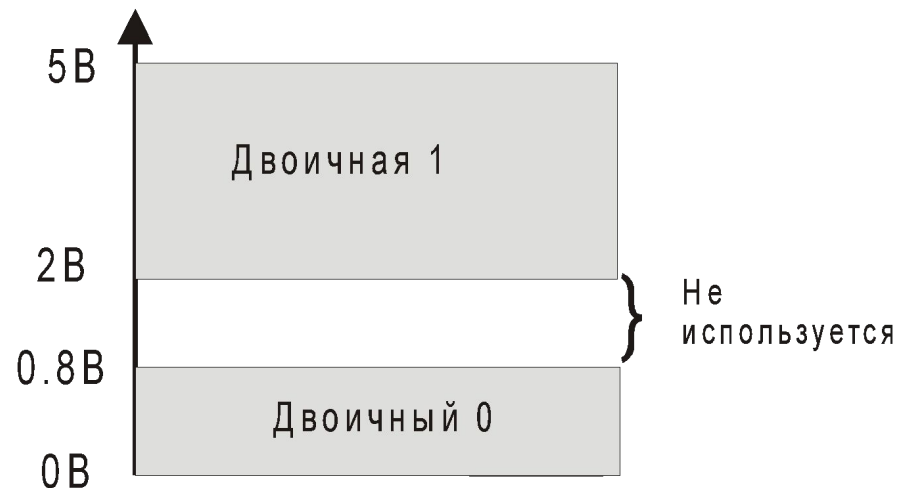 5В
Двоичная 1
2В
Не
используется
0.8В
Двоичный 0
0В